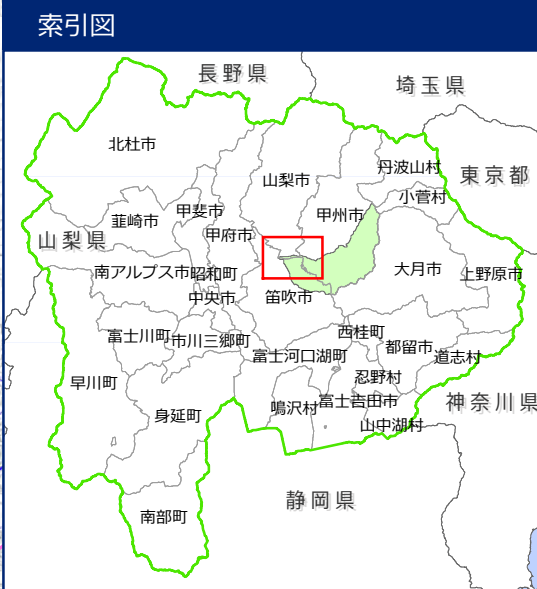 索引図
長野県
埼玉県
北杜市
丹波山村
東京都
山梨市
小菅村
甲斐市
甲州市
韮崎市
甲府市
山梨県
南アルプス市
昭和町
大月市
上野原市
中央市
笛吹市
富士川町
市川三郷町
西桂町
富士河口湖町
都留市
道志村
早川町
忍野村
鳴沢村
富士吉田市
神奈川県
身延町
山中湖村
静岡県
南部町